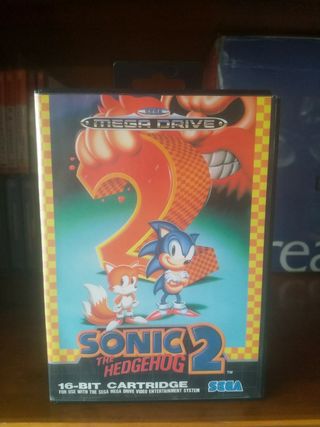 SEGA
MEGA DRIVE
2
SONIC
THE
HEDGEHOG 2
TM
16-BIT CARTRIDGE
FOR USE WITH THE SEGA MEGA DRIVE VIDEO ENTERTAINMENT SYSTEM
SEGA
rea